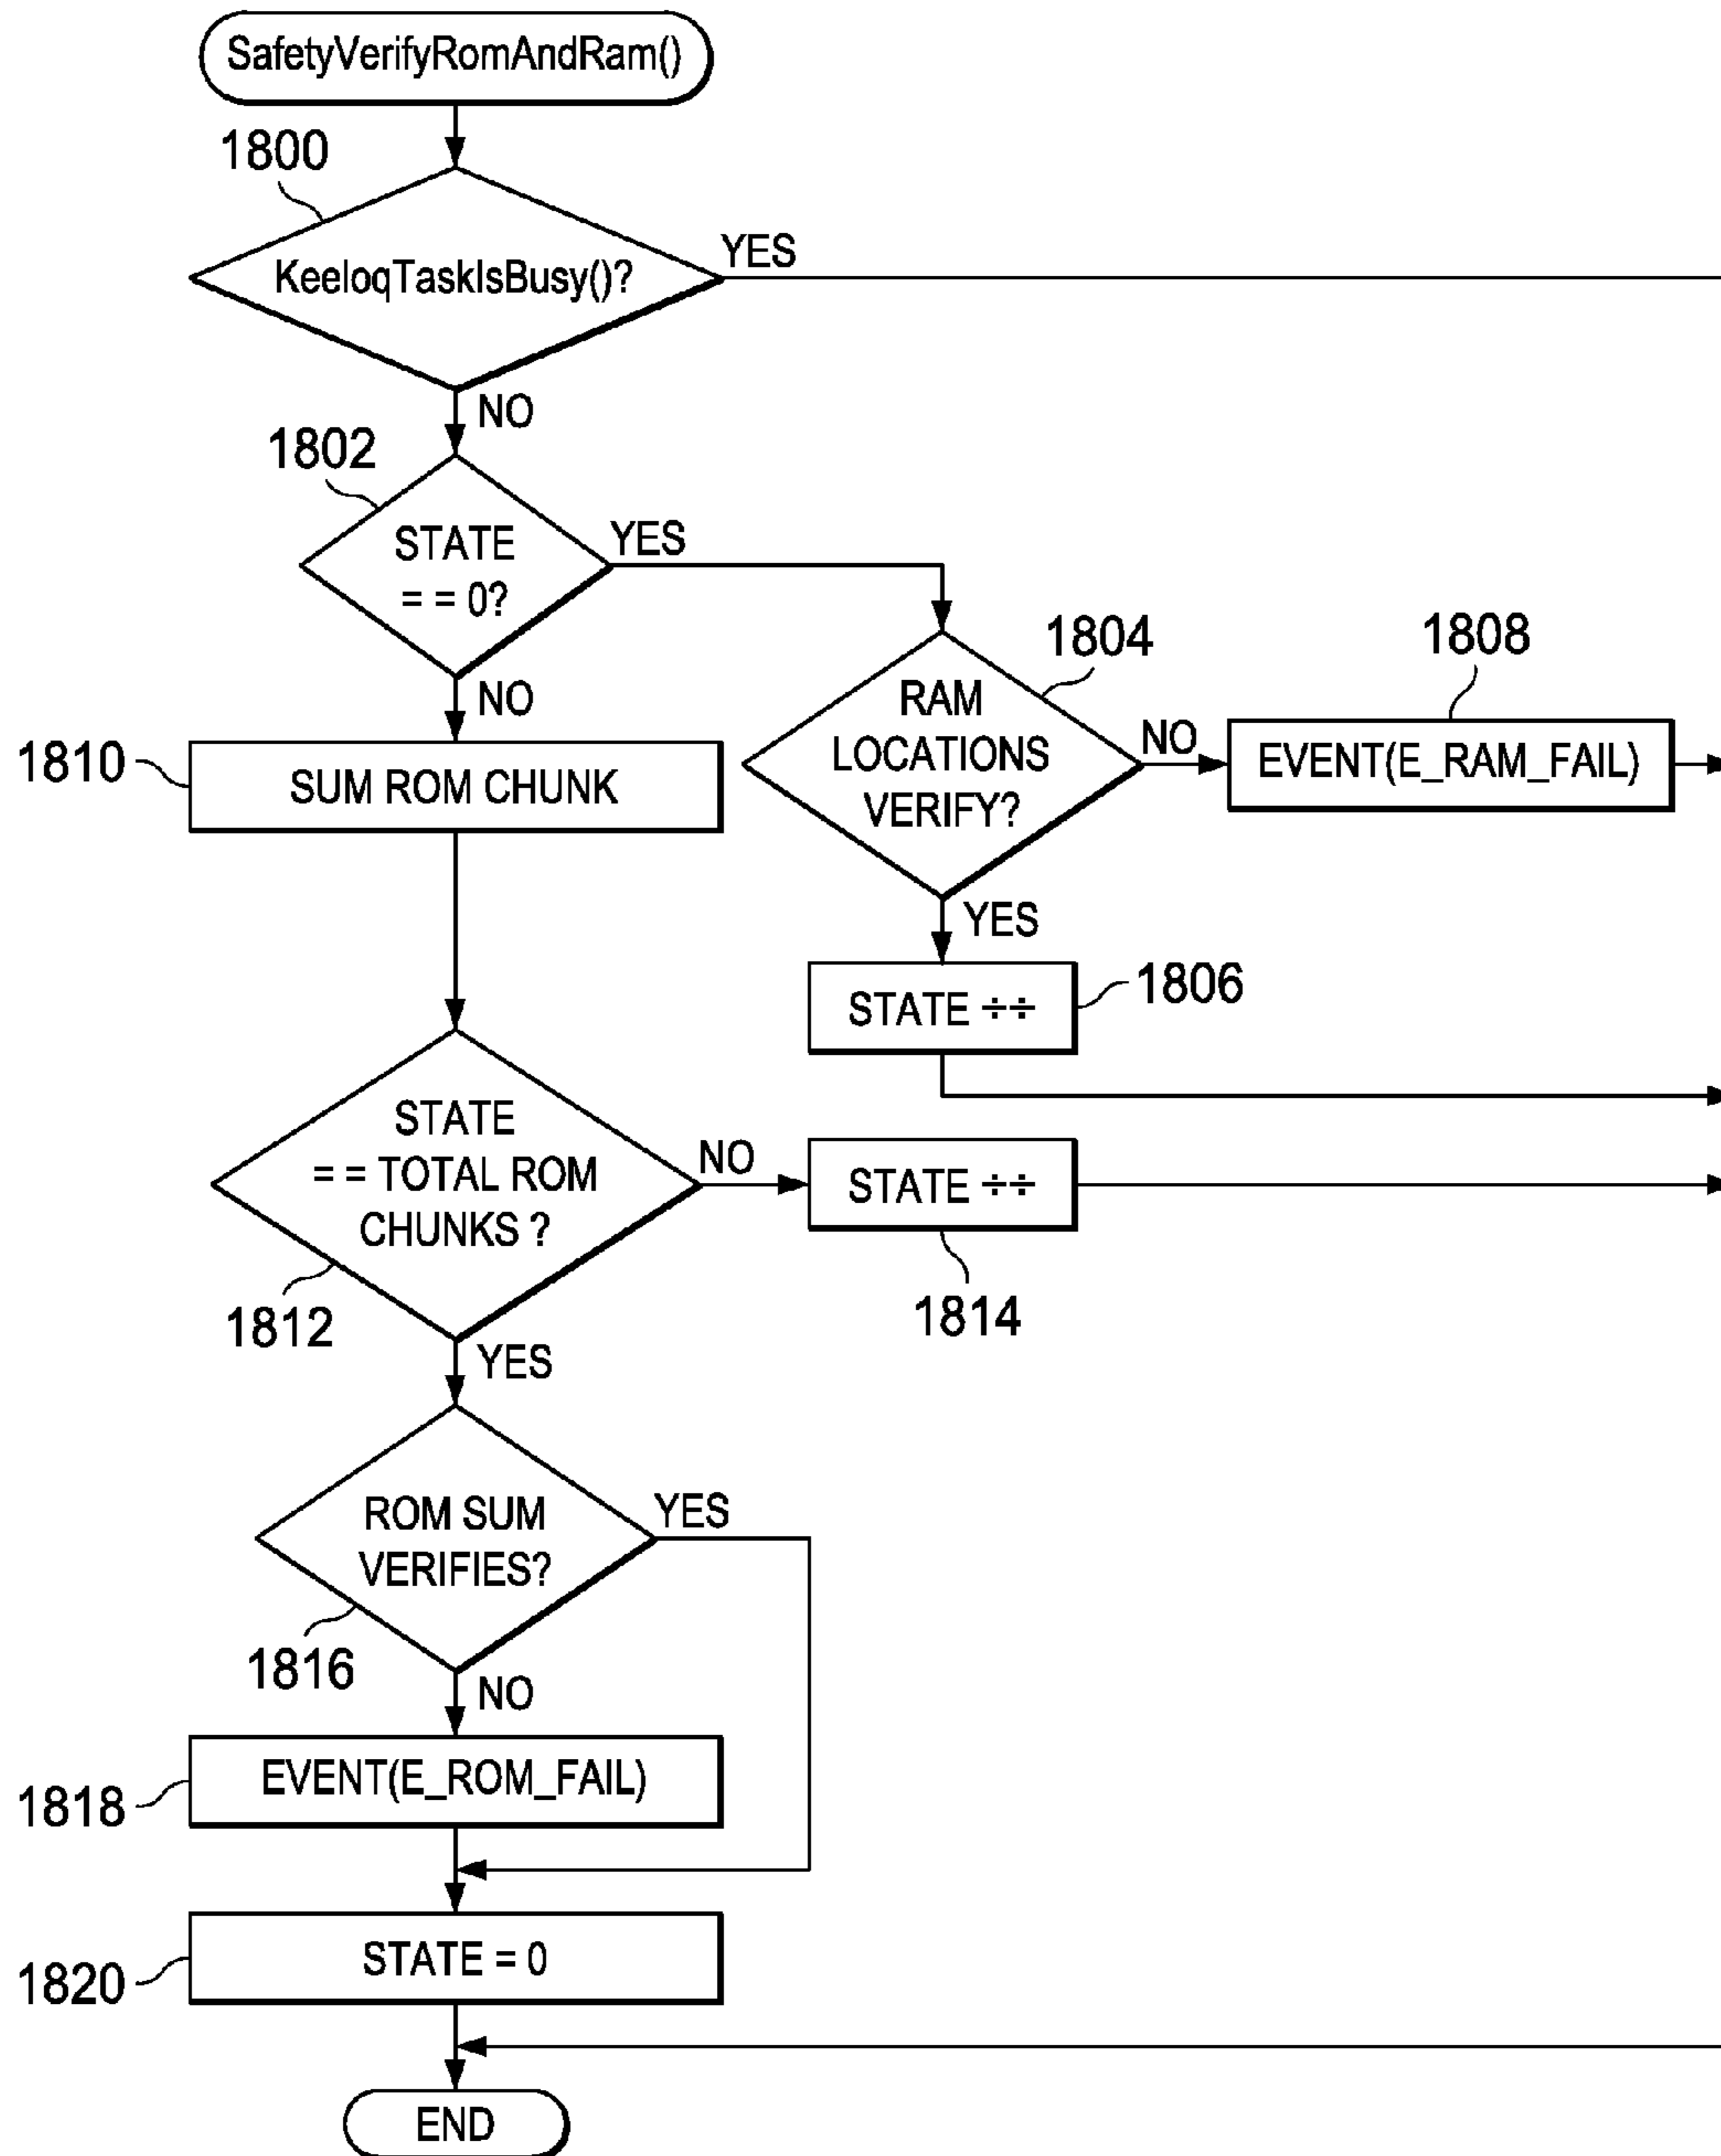 SafetyVerifyRomAndRam()
1800
KeeloqTaskIsBusy()?
YES
NO
1802
STATE
= = 0?
YES
NO
1804
RAM
LOCATIONS
VERIFY?
NO
1808
EVENT(E_RAM_FAIL)
YES
1810
SUM ROM CHUNK
STATE ÷÷
1806
STATE
= = TOTAL ROM
CHUNKS ?
1812
NO
STATE ÷÷
1814
YES
ROM SUM
VERIFIES?
1816
YES
NO
1818
EVENT(E_ROM_FAIL)
1820
STATE = 0
END